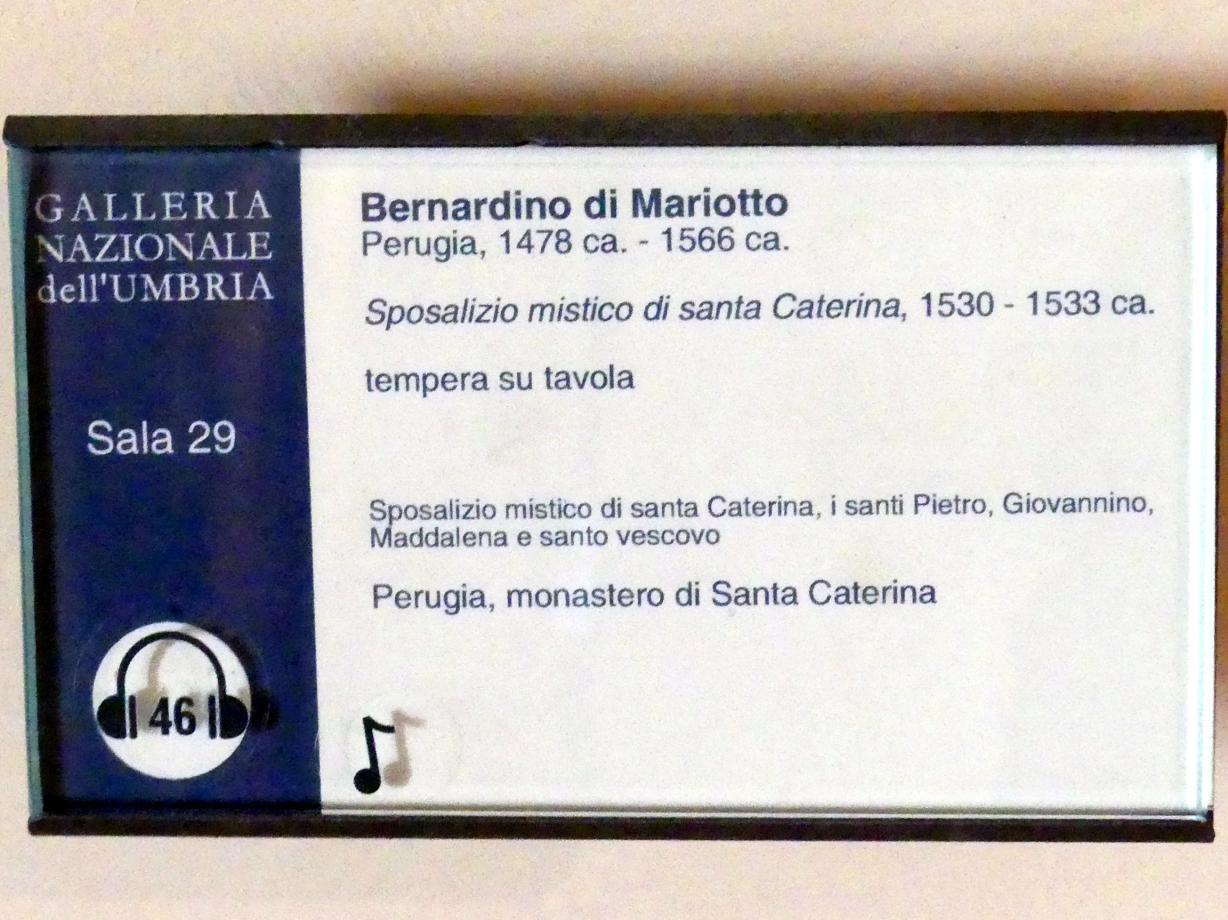 GALLERIA
NAZIONALE
dell'UMBRIA
Sala 29
46
Bernardino di Mariotto
Perugia, 1478 ca. - 1566 ca.
Sposalizio mistico di santa Caterina, 1530 - 1533 ca.
tempera su tavola
Sposalizio mistico di santa Caterina, i santi Pietro, Giovannino,
Maddalena e santo vescovo
Perugia, monastero di Santa Caterina